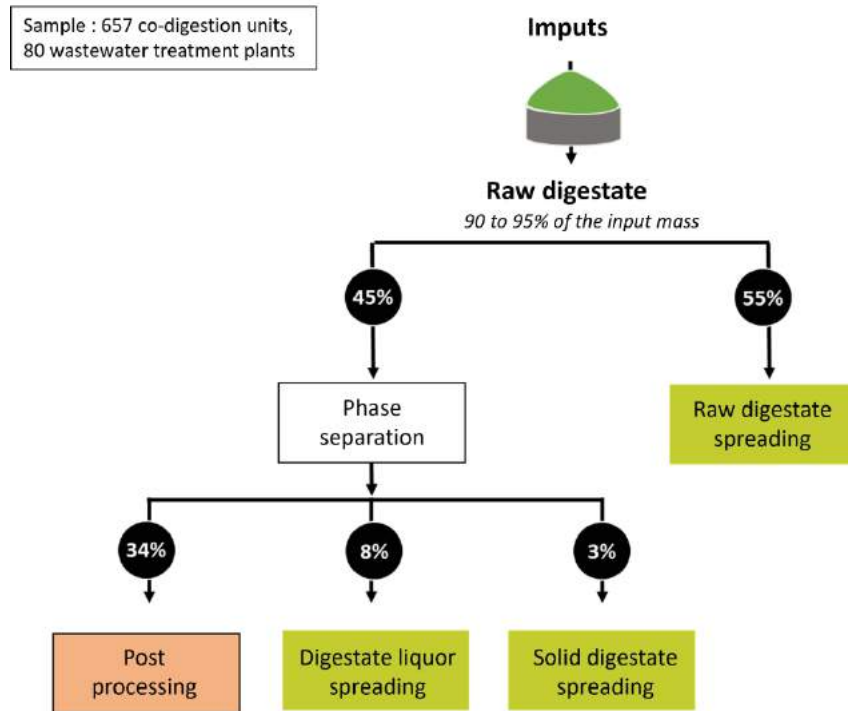 Sample : 657 co-digestion units,
80 wastewater treatment plants
Imputs
Raw digestate
90 to 95% of the input mass
45%
55%
Phase
separation
Raw digestate
spreading
34%
8%
3%
Post
processing
Digestate liquor
spreading
Solid digestate
spreading